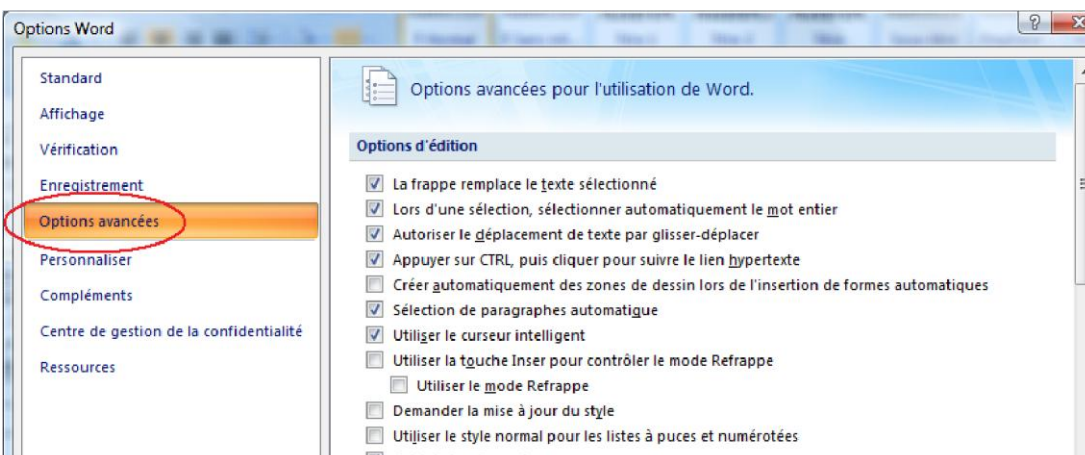 Options Word
Standard
Affichage
Vérification
Enregistrement
Options avancées
Personnaliser
Compléments
Centre de gestion de la confidentialité
Ressources
Options avancées pour l'utilisation de Word.
Options d'édition
La frappe remplace le texte sélectionné
Lors d'une sélection, sélectionner automatiquement le mot entier
Autoriser le déplacement de texte par glisser-déplacer
Appuyer sur CTRL, puis cliquer pour suivre le lien hypertexte
Créer automatiquement des zones de dessin lors de l'insertion de formes automatiques
Sélection de paragraphes automatique
Utiliser le curseur intelligent
Utiliser la touche Inser pour contrôler le mode Refrappe
Utiliser le mode Refrappe
Demander la mise à jour du style
Utiliser le style normal pour les listes à puces et numérotées